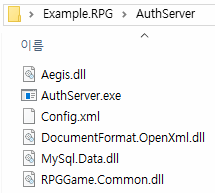 Example.RPG > AuthServer
이름
Aegis.dll
AuthServer.exe
Config.xml
DocumentFormat.OpenXml.dll
MySql.Data.dll
RPGGame.Common.dll